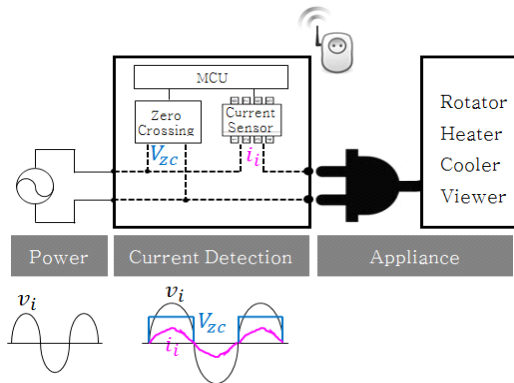 MCU
Zero
Crossing
Current
Sensor
V_zc
i_i
Rotator
Heater
Cooler
Viewer
Power
Current Detection
Appliance
v_i
v_i
V_zc
i_i